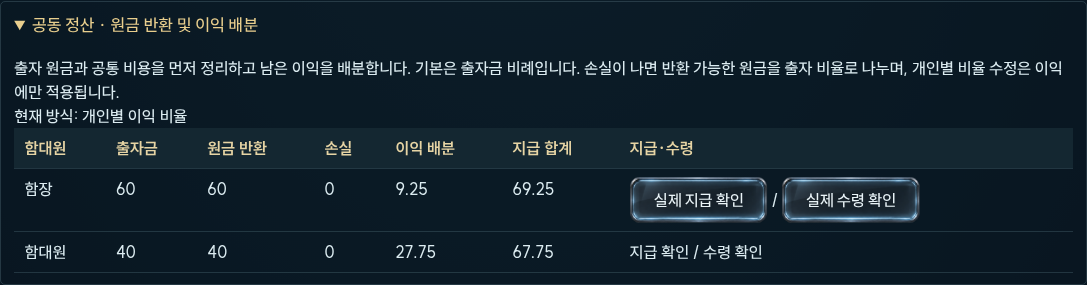 ▼ 공동 정산 · 원금 반환 및 이익 배분
출자 원금과 공통 비용을 먼저 정리하고 남은 이익을 배분합니다. 기본은 출자금 비례입니다. 손실이 나면 반환 가능한 원금을 출자 비율로 나누며, 개인별 비율 수정은 이익
에만 적용됩니다.
현재 방식: 개인별 이익 비율
함대원 출자금 원금 반환 손실 이익 배분 지급 합계 지급·수령
함장 60 60 0 9.25 69.25 실제 지급 확인 / 실제 수령 확인
함대원 40 40 0 27.75 67.75 지급 확인 / 수령 확인